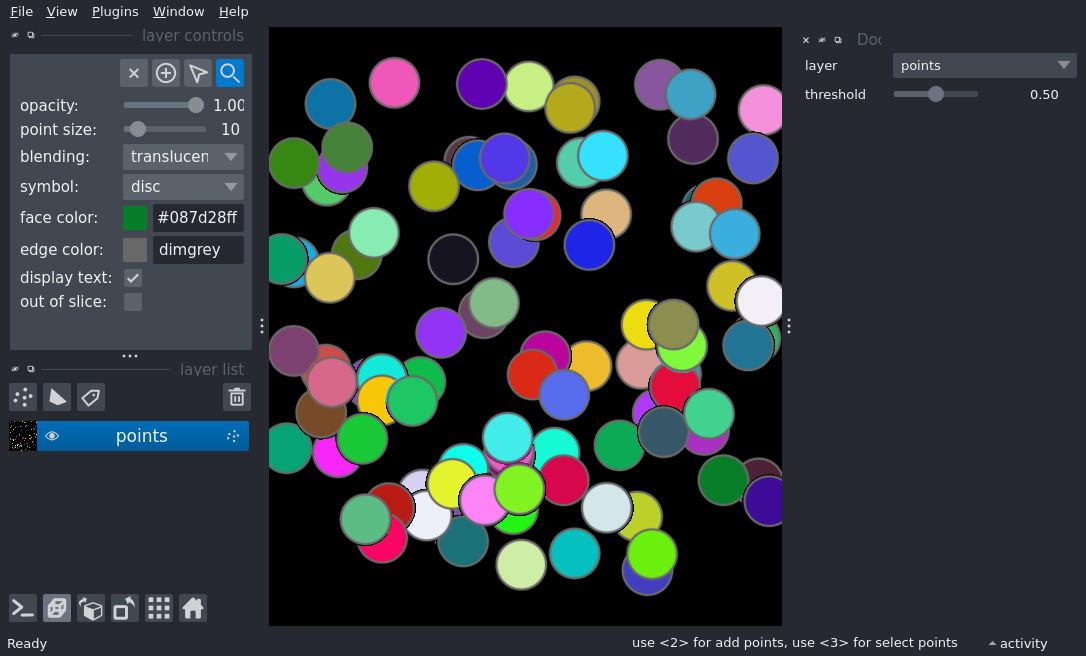 File View Plugins Window Help
layer controls
opacity: 1.00
point size: 10
blending: translucen
symbol: disc
face color: #087d28ff
edge color: dimgrey
display text:
out of slice:
layer list
points
Ready
layer points
threshold 0.50
use <2> for add points, use <3> for select points
activity